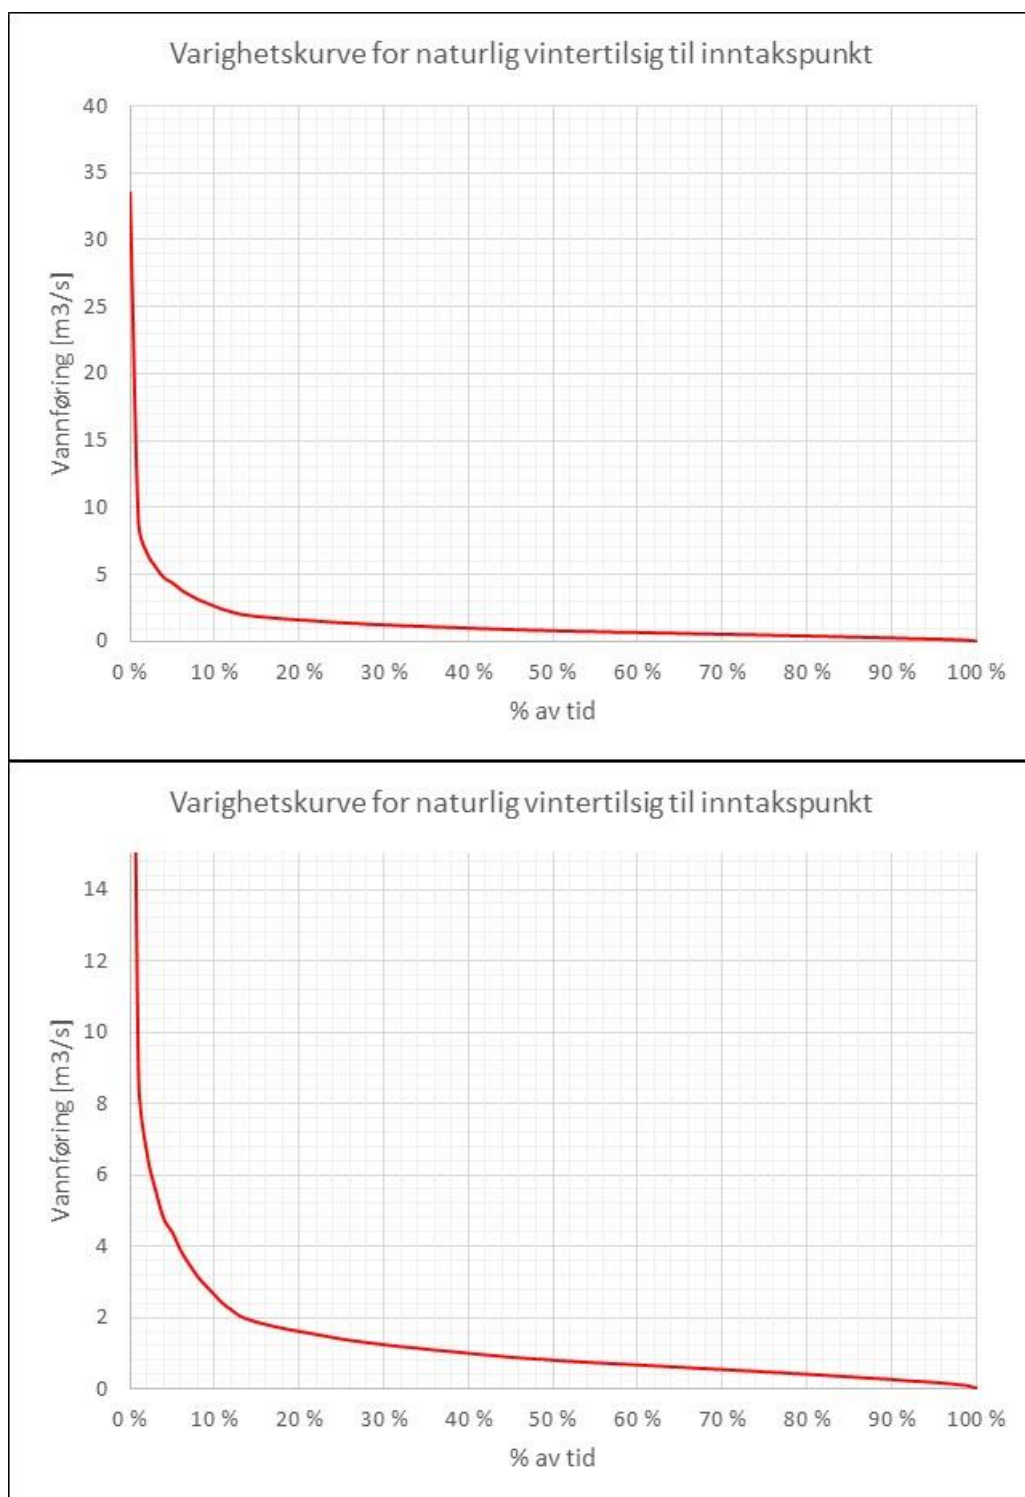 Varighetskurve for naturlig vintertilsig til inntakspunkt
40
35
30
25
20
15
10
5
0
Vannføring [m3/s]
0 % 10 % 20 % 30 % 40 % 50 % 60 % 70 % 80 % 90 % 100 %
% av tid
Varighetskurve for naturlig vintertilsig til inntakspunkt
14
12
10
8
6
4
2
0
Vannføring [m3/s]
0 % 10 % 20 % 30 % 40 % 50 % 60 % 70 % 80 % 90 % 100 %
% av tid